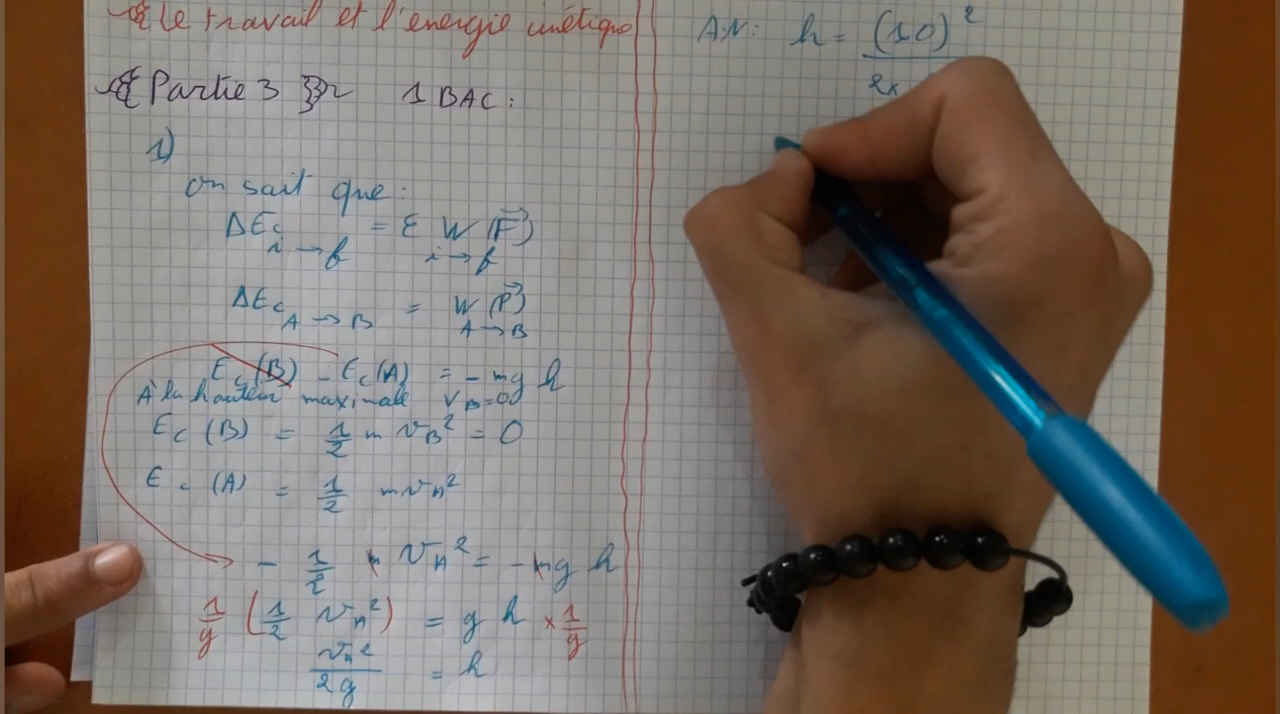 Le travail et l'énergie cinétique
Partie 3 1 BAC :
1)
on sait que :
ΔEc i→f = Σ W(F⃗) i→f
ΔEc A→B = W(P⃗) A→B
Ec(B) - Ec(A) = - mg h
À la hauteur maximale VB=0
Ec(B) = 1/2 m vB² = 0
Ec(A) = 1/2 m vA²
- 1/2 m vA² = - mg h
1/g (1/2 vA²) = g h × 1/g
vA²/2g = h
A.N: h = (10)²/2×